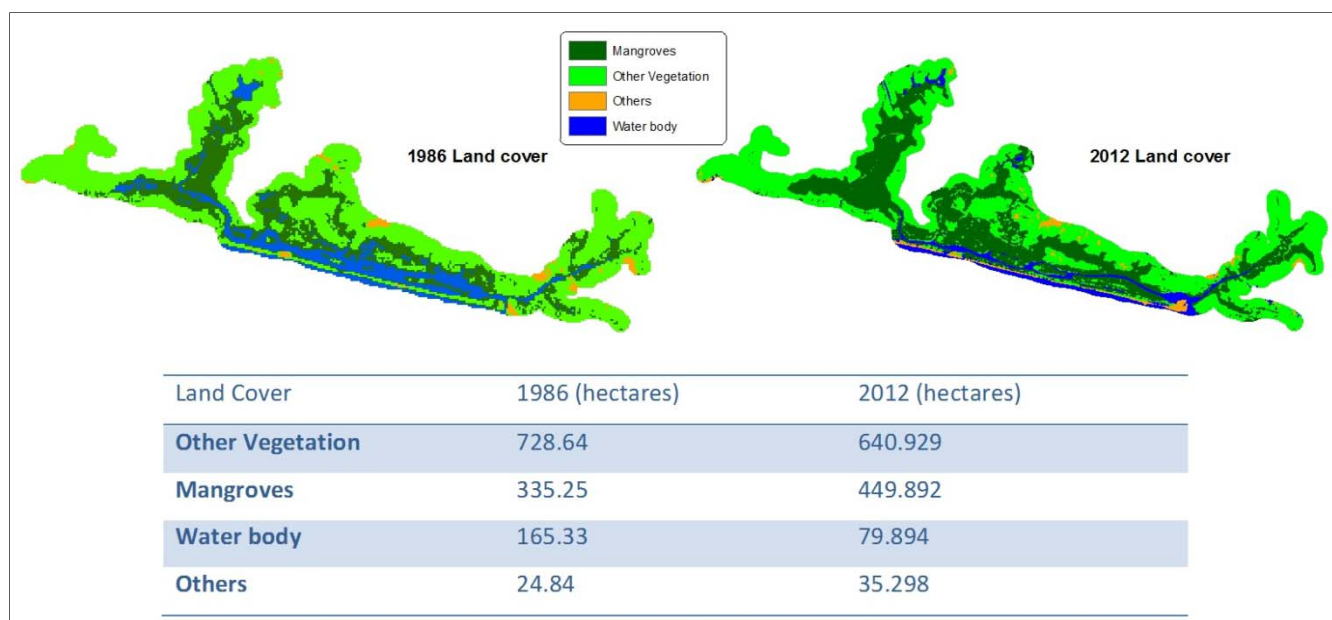 Mangroves
Other Vegetation
Others
Water body
1986 Land cover
2012 Land cover
Land Cover 1986 (hectares) 2012 (hectares)
Other Vegetation 728.64 640.929
Mangroves 335.25 449.892
Water body 165.33 79.894
Others 24.84 35.298